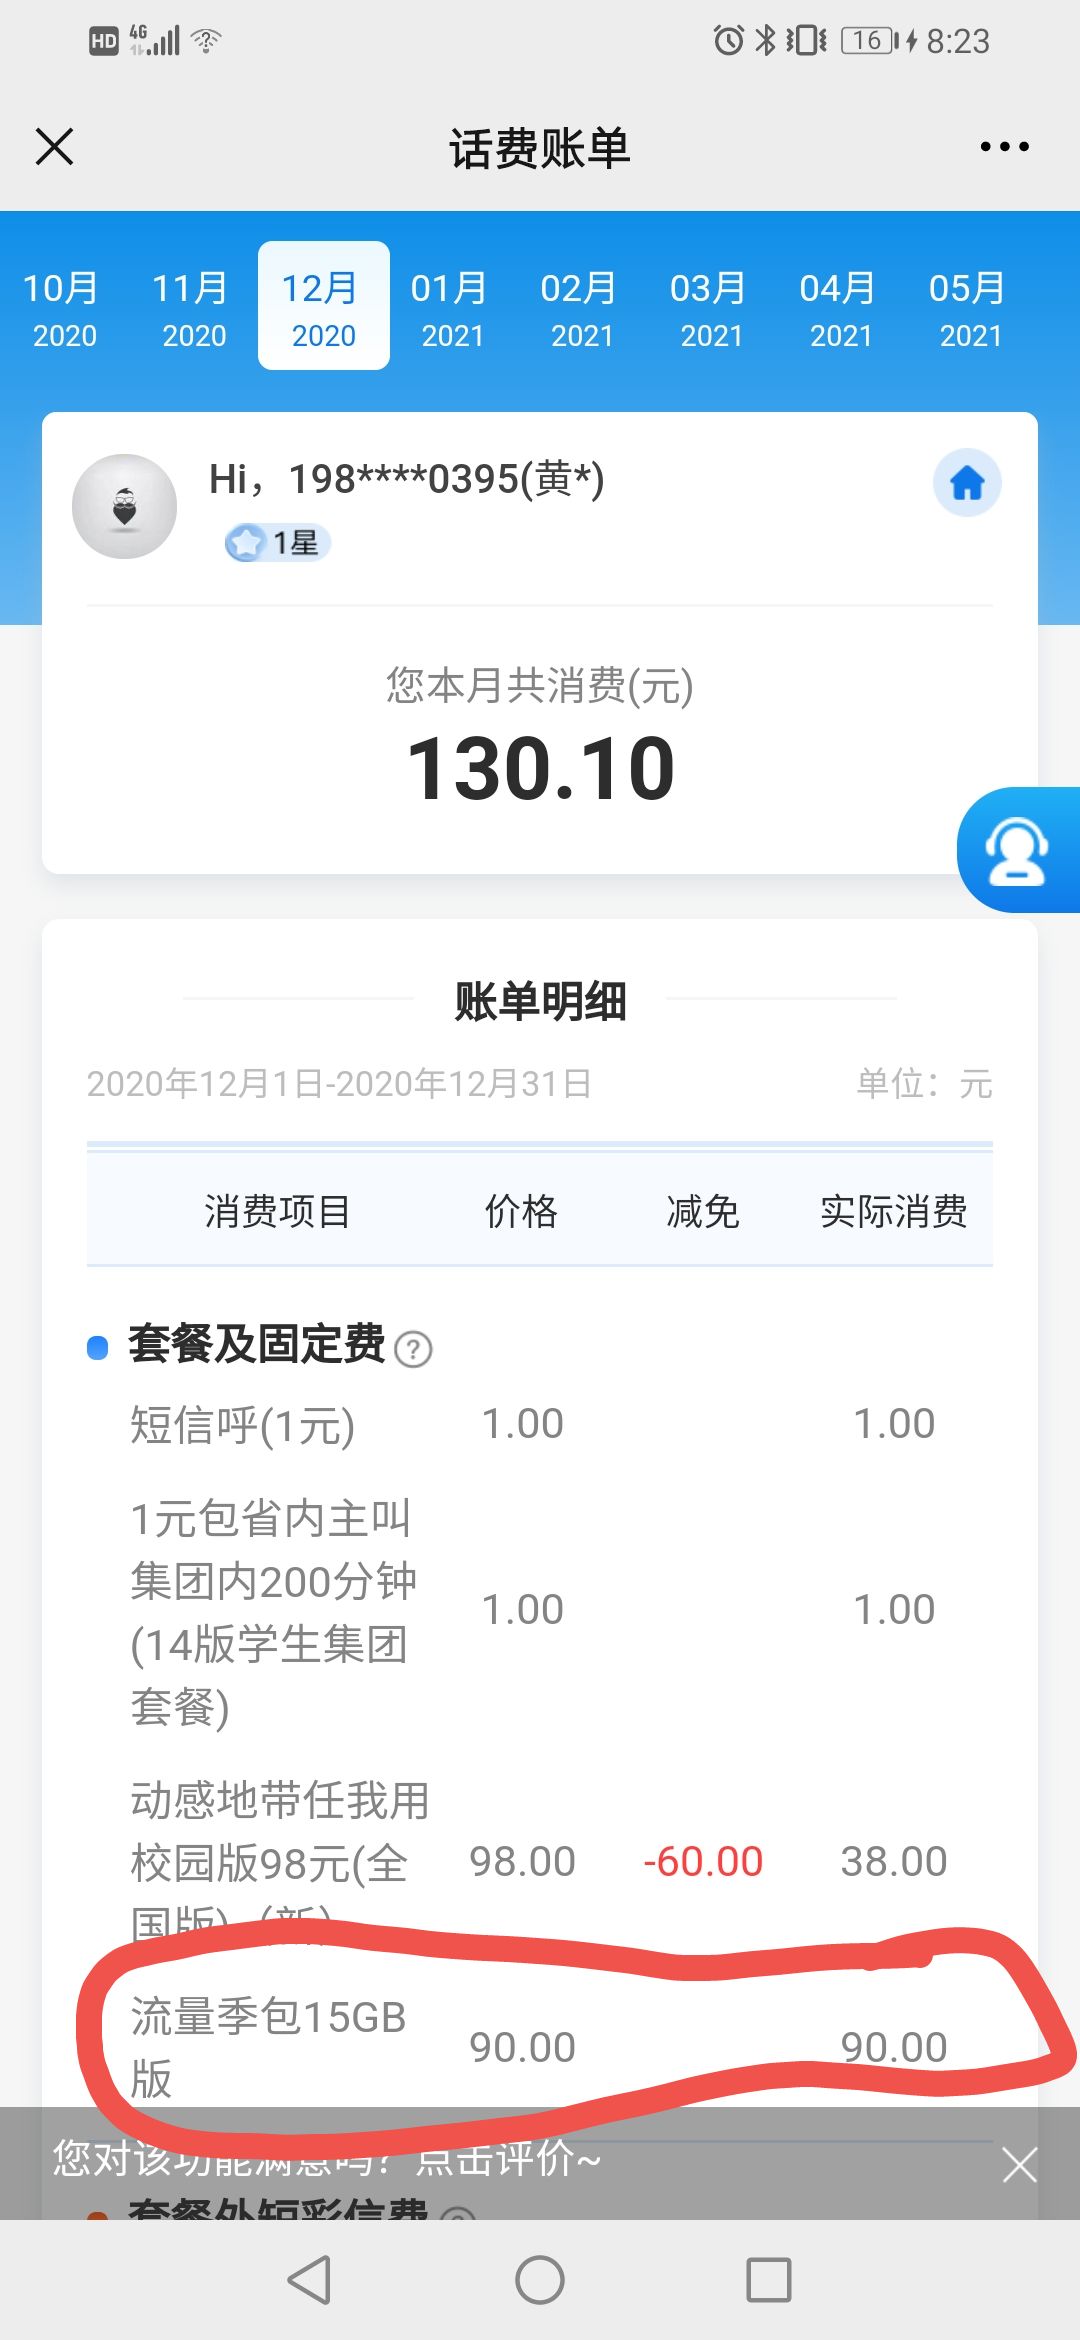 HD 4G 16 8:23
话费账单
10月 11月 12月 01月 02月 03月 04月 05月
2020 2020 2020 2021 2021 2021 2021 2021
Hi，198****0395(黄*)
1星
您本月共消费(元)
130.10
账单明细
2020年12月1日-2020年12月31日 单位：元
消费项目 价格 减免 实际消费
套餐及固定费 ?
短信呼(1元) 1.00 1.00
1元包省内主叫
集团内200分钟
(14版学生集团
套餐)
1.00 1.00
动感地带任我用
校园版98元(全
国版)（新）
98.00 -60.00 38.00
流量季包15GB
版
90.00 90.00
您对该功能满意吗？点击评价~
套餐外短彩信费 ?